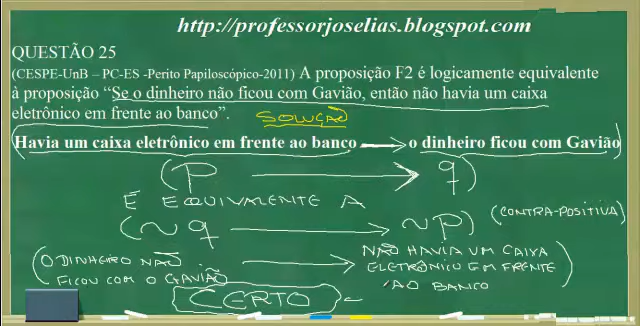 http://professorjoselias.blogspot.com
QUESTÃO 25
(CESPE-UnB – PC-ES -Perito Papiloscópico-2011) A proposição F2 é logicamente equivalente
à proposição “Se o dinheiro não ficou com Gavião, então não havia um caixa
eletrônico em frente ao banco”.
SOLUÇÃO
(Havia um caixa eletrônico em frente ao banco → o dinheiro ficou com Gavião)
(P → q)
É EQUIVALENTE A
(~q → ~P) (CONTRA-POSITIVA)
(O DINHEIRO NÃO FICOU COM O GAVIÃO → NÃO HAVIA UM CAIXA
ELETRÔNICO EM FRENTE
AO BANCO)
CERTO